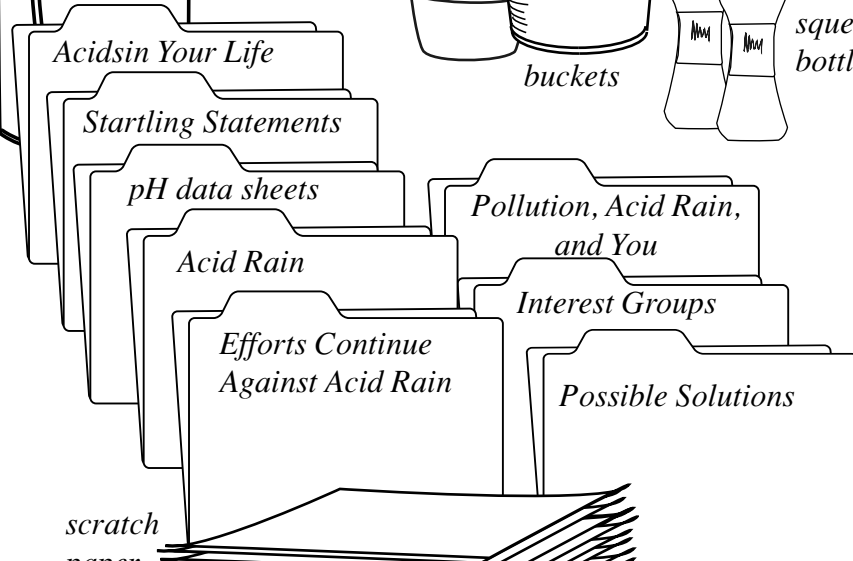 Acidsin Your Life
Startling Statements
pH data sheets
Acid Rain
Efforts Continue
Against Acid Rain
buckets
Pollution, Acid Rain,
and You
Interest Groups
Possible Solutions
scratch